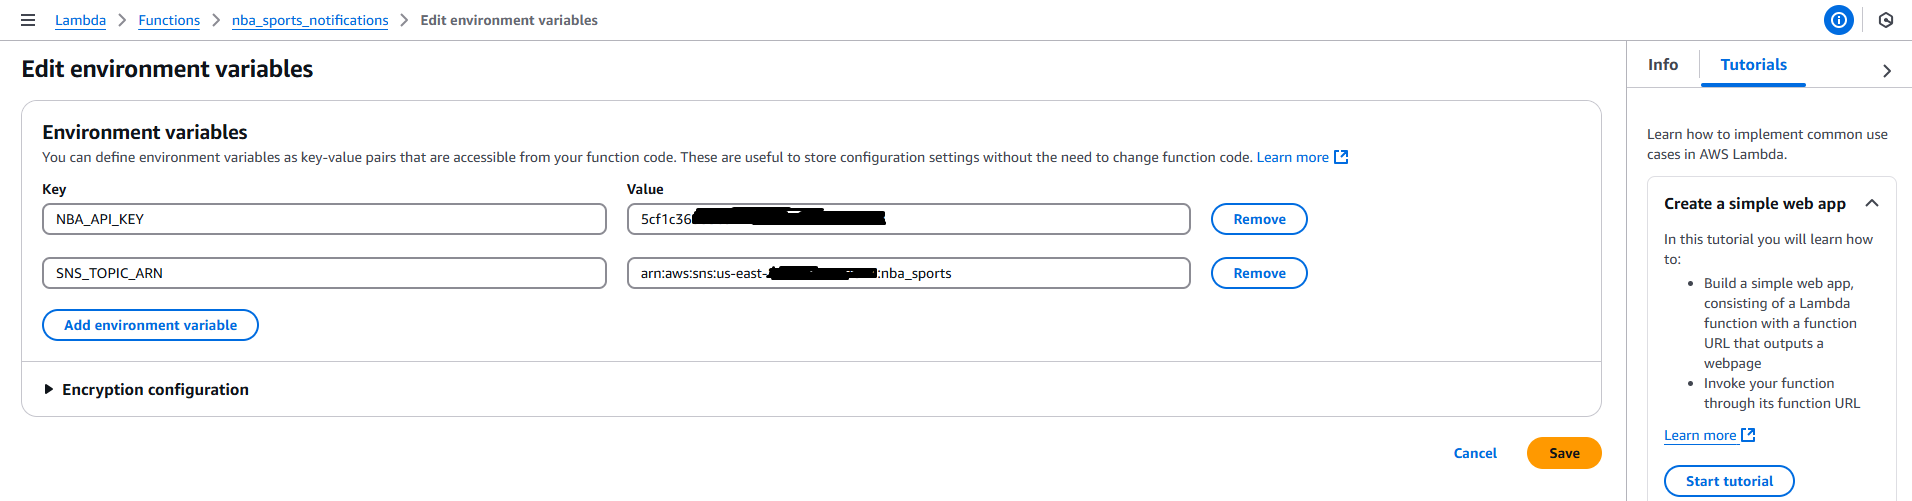 Lambda > Functions > nba_sports_notifications > Edit environment variables
Edit environment variables
Environment variables
You can define environment variables as key-value pairs that are accessible from your function code. These are useful to store configuration settings without the need to change function code. Learn more
Key Value
NBA_API_KEY 5cf1c36 Remove
SNS_TOPIC_ARN arn:aws:sns:us-east- :nba_sports Remove
Add environment variable
Encryption configuration
Cancel Save
Info Tutorials
Learn how to implement common use
cases in AWS Lambda.
Create a simple web app
In this tutorial you will learn how
to:
• Build a simple web app,
consisting of a Lambda
function with a function
URL that outputs a
webpage
• Invoke your function
through its function URL
Learn more
Start tutorial